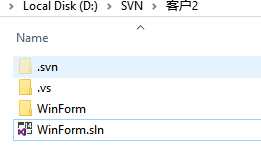 Local Disk (D:) > SVN > 客户2
Name
.svn
.vs
WinForm
WinForm.sln